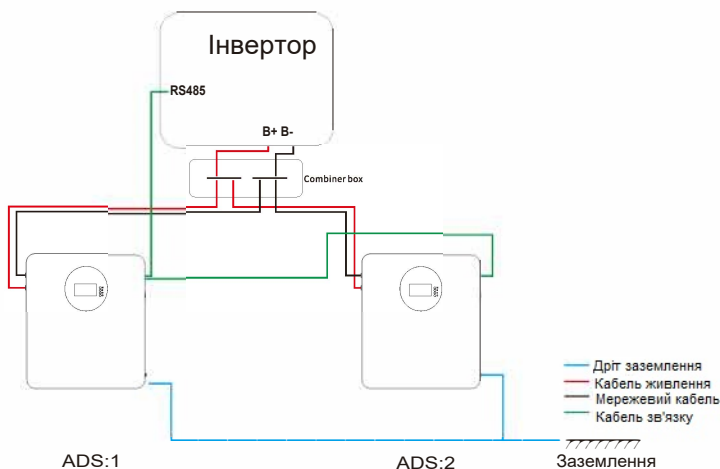 Інвертор
RS485
B+ B-
Combiner box
Дріт заземлення
Кабель живлення
Мережевий кабель
Кабель зв'язку
ADS:1
ADS:2
Заземлення